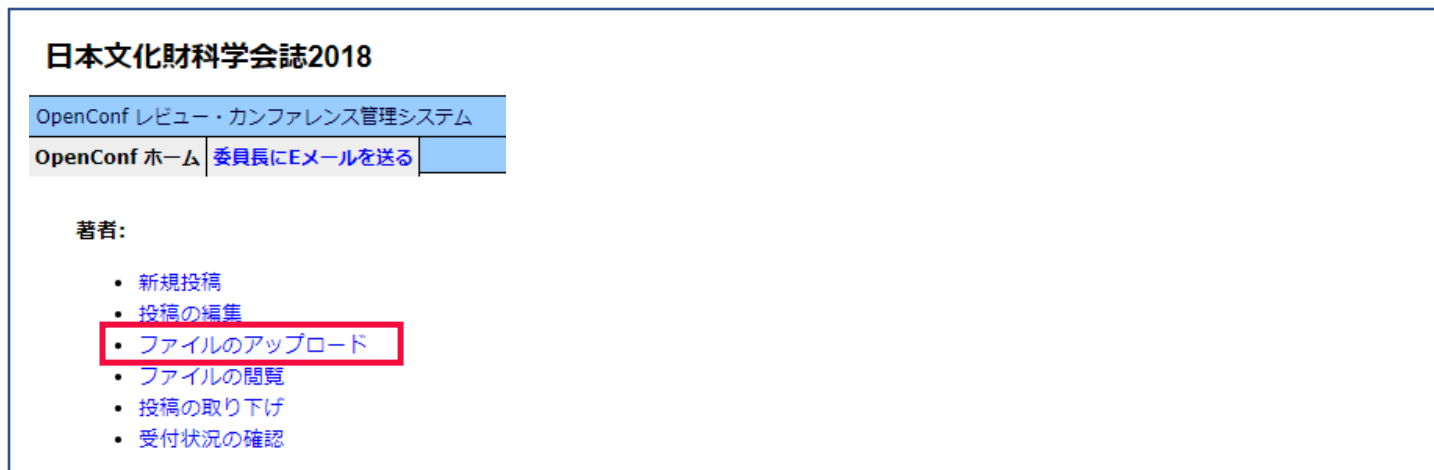 日本文化財科学会誌2018
OpenConf レビュー・カンファレンス管理システム
OpenConf ホーム 委員長にEメールを送る
著者:
• 新規投稿
• 投稿の編集
• ファイルのアップロード
• ファイルの閲覧
• 投稿の取り下げ
• 受付状況の確認